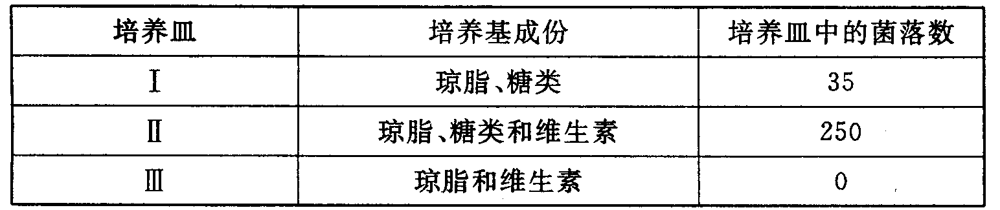 培养皿 培养基成份 培养皿中的菌落数
Ⅰ 琼脂、糖类 35
Ⅱ 琼脂、糖类和维生素 250
Ⅲ 琼脂和维生素 0